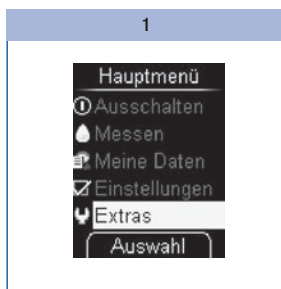 1
Hauptmenü
Ausschalten
Messen
Meine Daten
Einstellungen
Extras
Auswahl